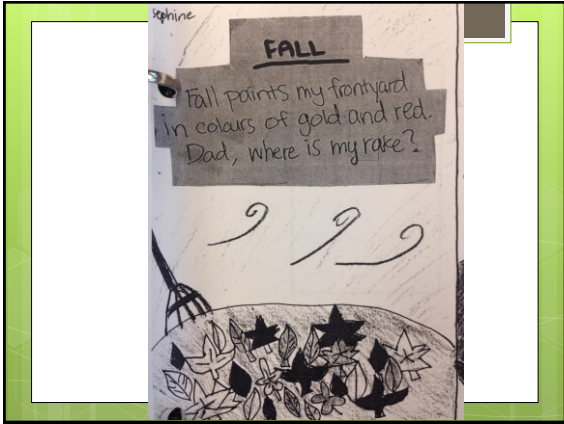 sephine
FALL
Fall paints my frontyard
in colours of gold and red.
Dad, where is my rake?